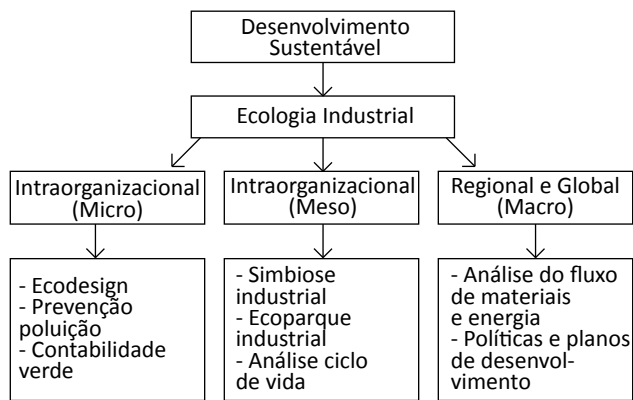 Desenvolvimento
Sustentável
Ecologia Industrial
Intraorganizacional
(Micro)
Intraorganizacional
(Meso)
Regional e Global
(Macro)
- Ecodesign
- Prevenção
poluição
- Contabilidade
verde
- Simbiose
industrial
- Ecoparque
industrial
- Análise ciclo
de vida
- Análise do fluxo
de materiais
e energia
- Políticas e planos
de desenvol-
vimento